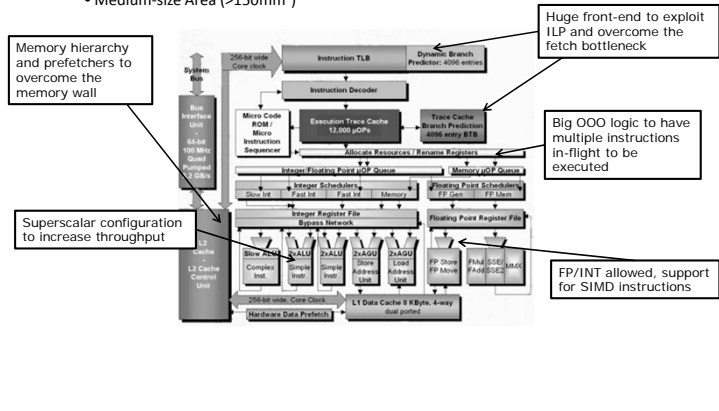 • Medium-size Area (>130mm²)
Huge front-end to exploit
ILP and overcome the
fetch bottleneck
Memory hierarchy
and prefetchers to
overcome the
memory wall
256-bit wide
Core clock
Instruction TLB
Dynamic Branch
Predictor: 4096 entries
System
Bus
Instruction Decoder
Bus
Interface
Unit
-
64-bit
100 MHz
Quad
Pumped
3.2 GB/s
Micro Code
ROM /
Micro
Instruction
Sequencer
Execution Trace Cache
12,000 µOPs
Trace Cache
Branch Prediction
4096 entry BTB
Big OOO logic to have
multiple instructions
in-flight to be
executed
Allocate Resources / Rename Registers
Integer/Floating Point µOP Queue
Memory µOP Queue
Integer Schedulers
Floating Point Schedulers
Slow Int
Fast Int
Fast Int
Memory
FP Gen
FP Mem
Integer Register File
Bypass Network
Floating Point Register File
Superscalar configuration
to increase throughput
L2
Cache
-
L2 Cache
Control
Unit
Slow ALU
Complex
Inst.
2xALU
Simple
Instr.
2xALU
Simple
Instr.
2xAGU
Store
Address
Unit
2xAGU
Load
Address
Unit
FP Store
FP Move
FMul
FAdd
SSE/
SSE2
MMX
FP/INT allowed, support
for SIMD instructions
256-bit wide, Core Clock
L1 Data Cache 8 KByte, 4-way
dual ported
Hardware Data Prefetch